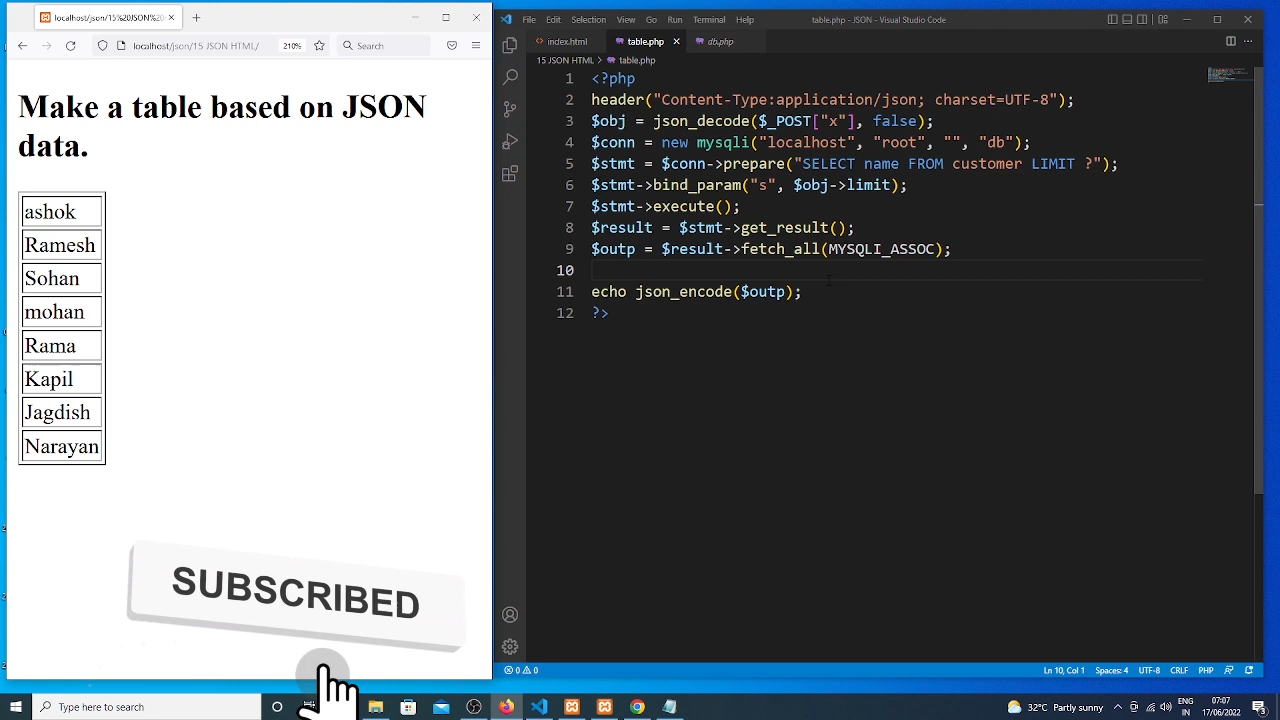 localhost/json/15%20JSON%20
localhost/json/15 JSON HTML/
210%
Search
Make a table based on JSON
data.
ashok
Ramesh
Sohan
mohan
Rama
Kapil
Jagdish
Narayan
SUBSCRIBED
File Edit Selection View Go Run Terminal Help
table.php - JSON - Visual Studio Code
index.html
table.php
db.php
15 JSON HTML > table.php
1 <?php
2 header("Content-Type:application/json; charset=UTF-8");
3 $obj = json_decode($_POST["x"], false);
4 $conn = new mysqli("localhost", "root", "", "db");
5 $stmt = $conn->prepare("SELECT name FROM customer LIMIT ?");
6 $stmt->bind_param("s", $obj->limit);
7 $stmt->execute();
8 $result = $stmt->get_result();
9 $outp = $result->fetch_all(MYSQLI_ASSOC);
10
11 echo json_encode($outp);
12 ?>
0 0
Ln 10, Col 1 Spaces: 4 UTF-8 CRLF PHP
Type here to search
32°C Partly sunny
ENG
IN
07:07
17/06/2022